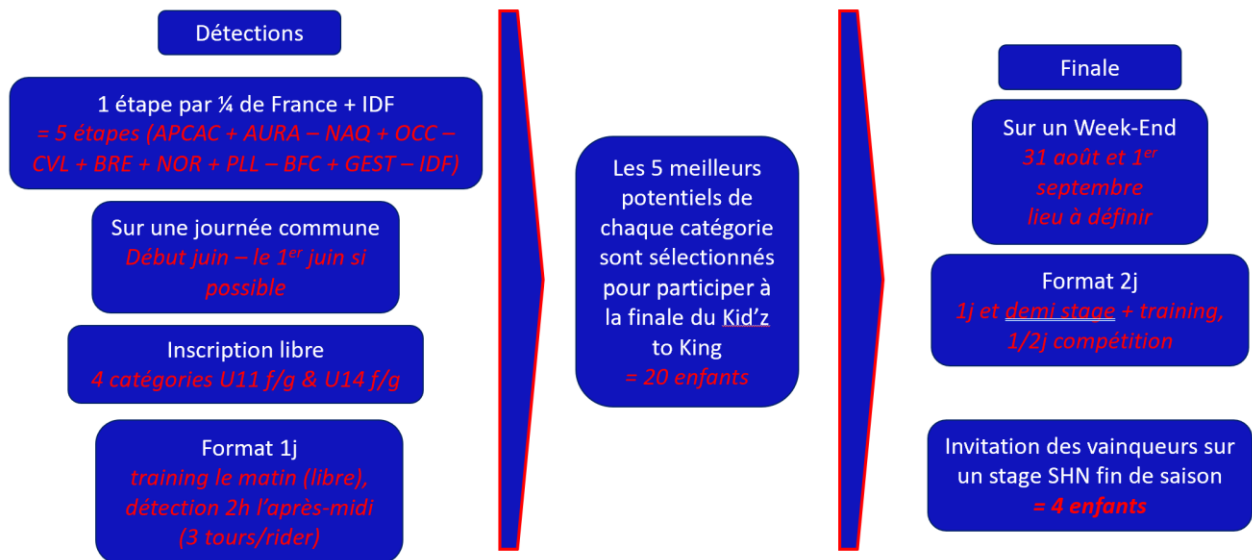 Détections
1 étape par ¼ de France + IDF
= 5 étapes (APCAC + AURA – NAQ + OCC –
CVL + BRE + NOR + PLL – BFC + GEST – IDF)
Sur une journée commune
Début juin – le 1er juin si
possible
Inscription libre
4 catégories U11 f/g & U14 f/g
Format 1j
training le matin (libre),
détection 2h l'après-midi
(3 tours/rider)
Les 5 meilleurs
potentiels de
chaque catégorie
sont sélectionnés
pour participer à
la finale du Kid'z
to King
= 20 enfants
Finale
Sur un Week-End
31 août et 1er
septembre
lieu à définir
Format 2j
1j et demi stage + training,
1/2j compétition
Invitation des vainqueurs sur
un stage SHN fin de saison
= 4 enfants